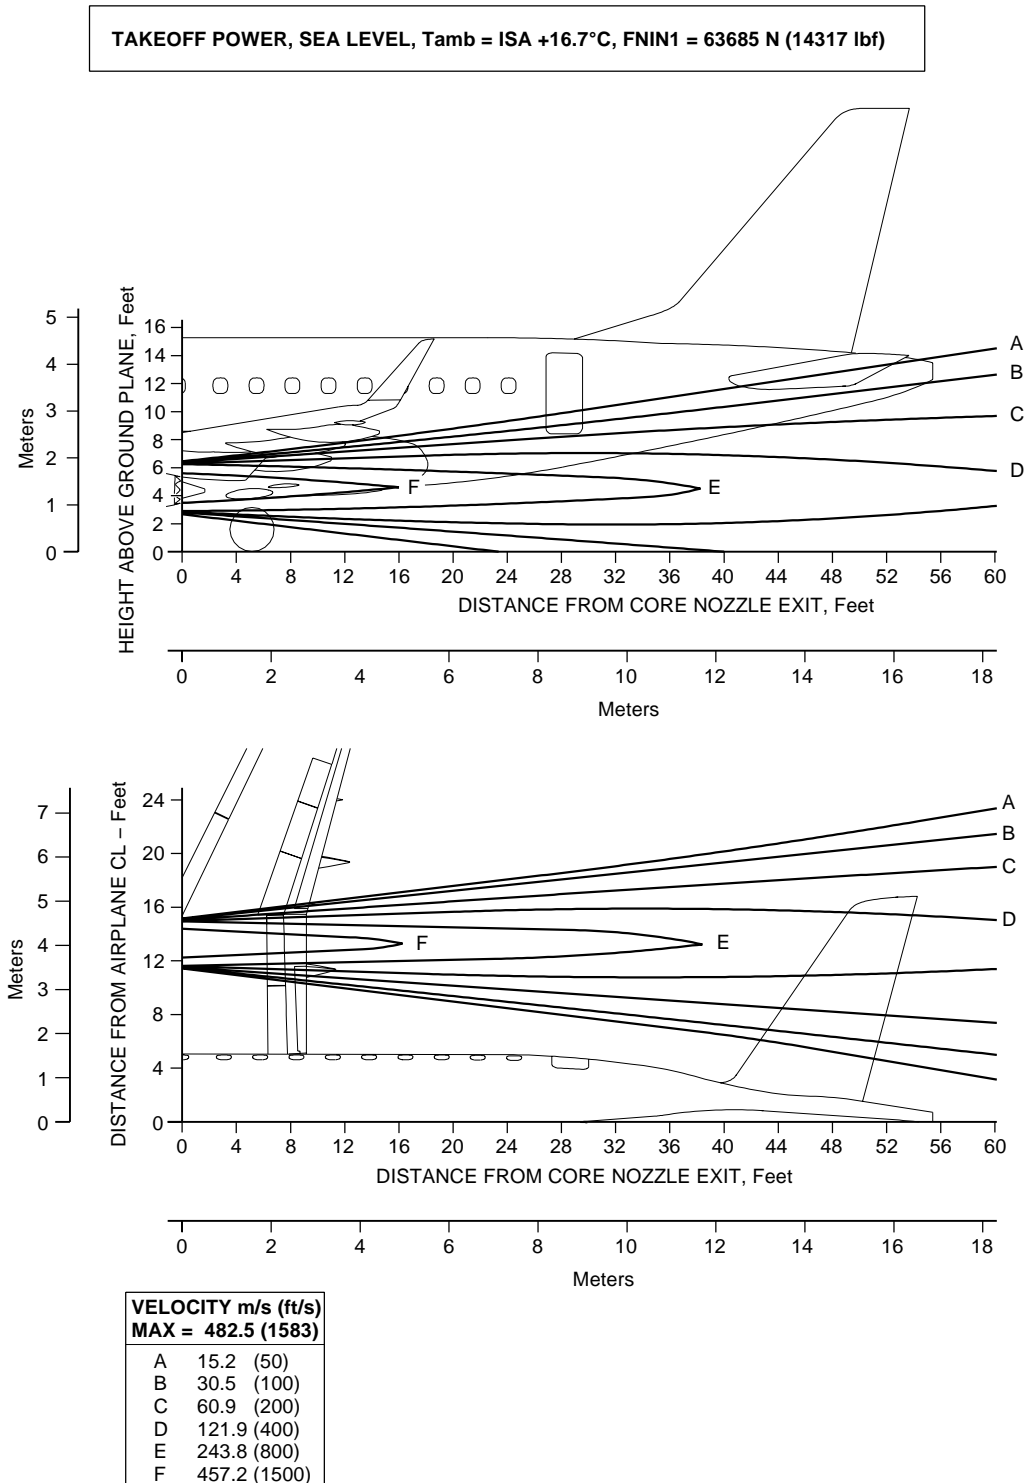 TAKEOFF POWER, SEA LEVEL, Tamb = ISA +16.7°C, FNIN1 = 63685 N (14317 lbf)
HEIGHT ABOVE GROUND PLANE, Feet
Meters
5
4
3
2
1
0
16
14
12
10
8
6
4
2
0
A
B
C
D
E
F
0 4 8 12 16 20 24 28 32 36 40 44 48 52 56 60
DISTANCE FROM CORE NOZZLE EXIT, Feet
0 2 4 6 8 10 12 14 16 18
Meters
DISTANCE FROM AIRPLANE CL – Feet
Meters
7
6
5
4
3
2
1
0
24
20
16
12
8
4
0
A
B
C
D
F
E
0 4 8 12 16 20 24 28 32 36 40 44 48 52 56 60
DISTANCE FROM CORE NOZZLE EXIT, Feet
0 2 4 6 8 10 12 14 18
Meters
VELOCITY m/s (ft/s)
MAX = 482.5 (1583)
A 15.2 (50)
B 30.5 (100)
C 60.9 (200)
D 121.9 (400)
E 243.8 (800)
F 457.2 (1500)